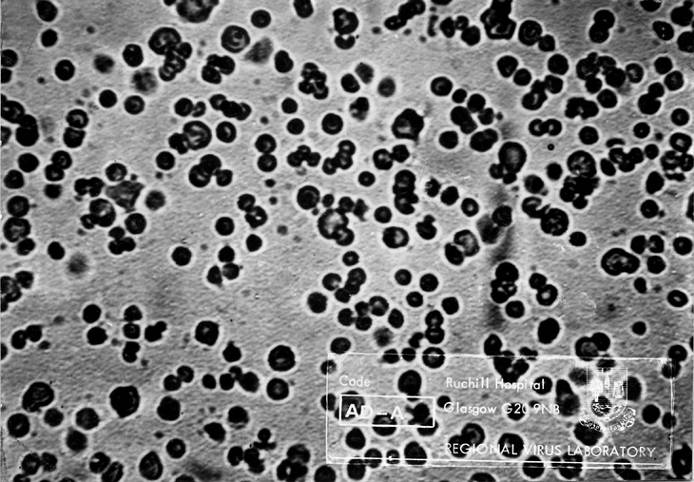 Code
AD-A
Ruchill Hospital
Glasgow G20 9NB
REGIONAL VIRUS LABORATORY